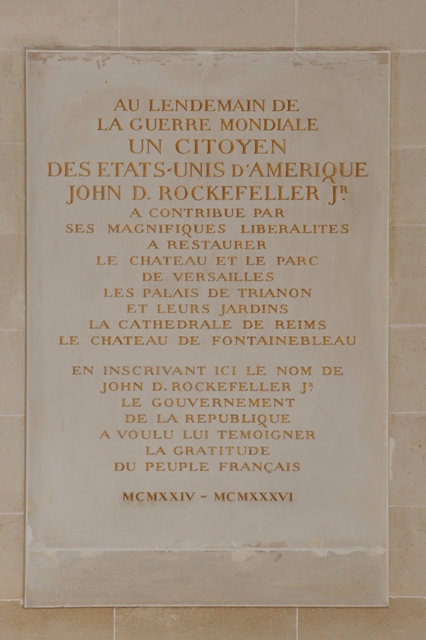 AU LENDEMAIN DE
LA GUERRE MONDIALE
UN CITOYEN
DES ETATS-UNIS D'AMERIQUE
JOHN D. ROCKEFELLER JR.
A CONTRIBUE PAR
SES MAGNIFIQUES LIBERALITES
A RESTAURER
LE CHATEAU ET LE PARC
DE VERSAILLES
LES PALAIS DE TRIANON
ET LEURS JARDINS
LA CATHEDRALE DE REIMS
LE CHATEAU DE FONTAINEBLEAU
EN INSCRIVANT ICI LE NOM DE
JOHN D. ROCKEFELLER JR.
LE GOUVERNEMENT
DE LA REPUBLIQUE
A VOULU LUI TEMOIGNER
LA GRATITUDE
DU PEUPLE FRANÇAIS
MCMXXIV - MCMXXXVI